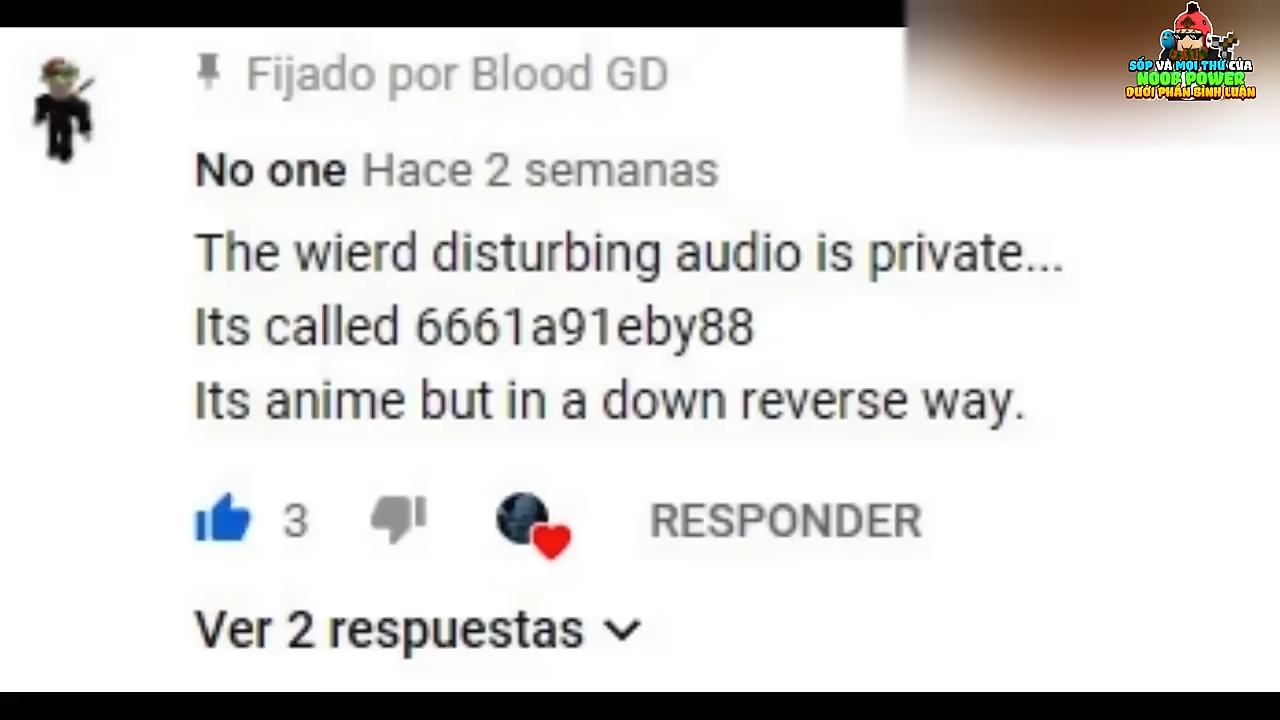 Fijado por Blood GD
No one Hace 2 semanas
The wierd disturbing audio is private...
Its called 6661a91eby88
Its anime but in a down reverse way.
3
RESPONDER
Ver 2 respuestas
SỐP VÀ MỌI THỨ CỦA
NOOB POWER
DƯỚI PHẦN BÌNH LUẬN